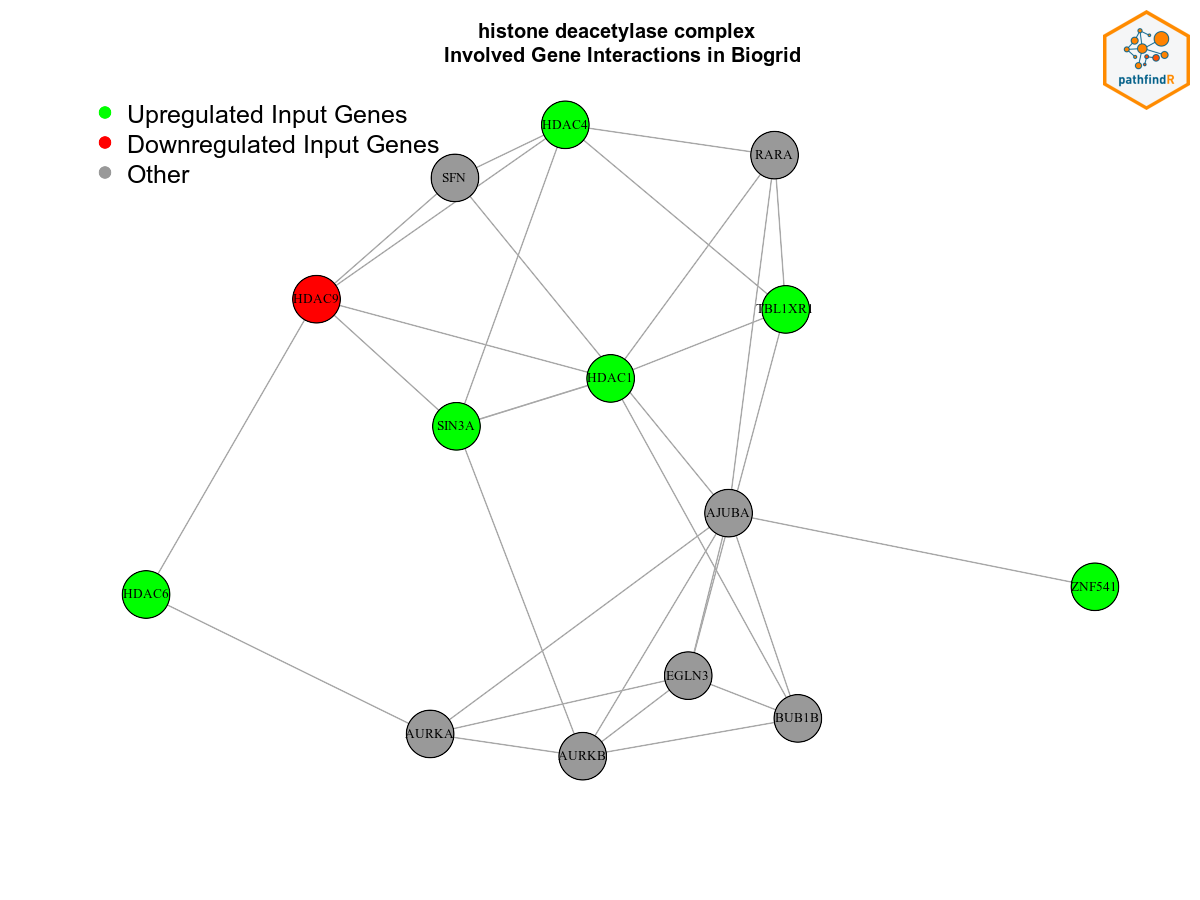 histone deacetylase complex
Involved Gene Interactions in Biogrid
pathfindR
Upregulated Input Genes
Downregulated Input Genes
Other
HDAC4
RARA
SFN
HDAC9
TBL1XR1
HDAC1
SIN3A
AJUBA
ZNF541
HDAC6
EGLN3
BUB1B
AURKA
AURKB